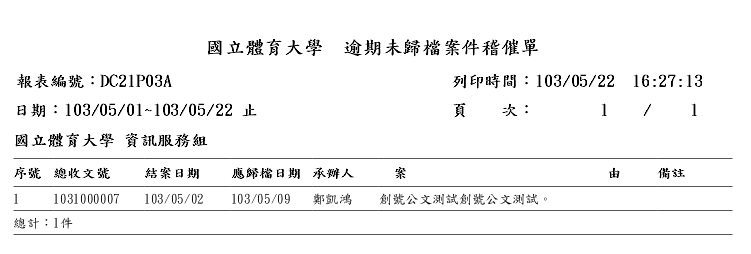 國立體育大學　逾期未歸檔案件稽催單
報表編號：DC21P03A　列印時間：103/05/22　16:27:13
日期：103/05/01~103/05/22 止　頁　次：　1　/　1
國立體育大學 資訊服務組
序號　總收文號　結案日期　應歸檔日期　承辦人　案　由　備註
1　1031000007　103/05/02　103/05/09　鄭凱鴻　創號公文測試創號公文測試。
總計：1件